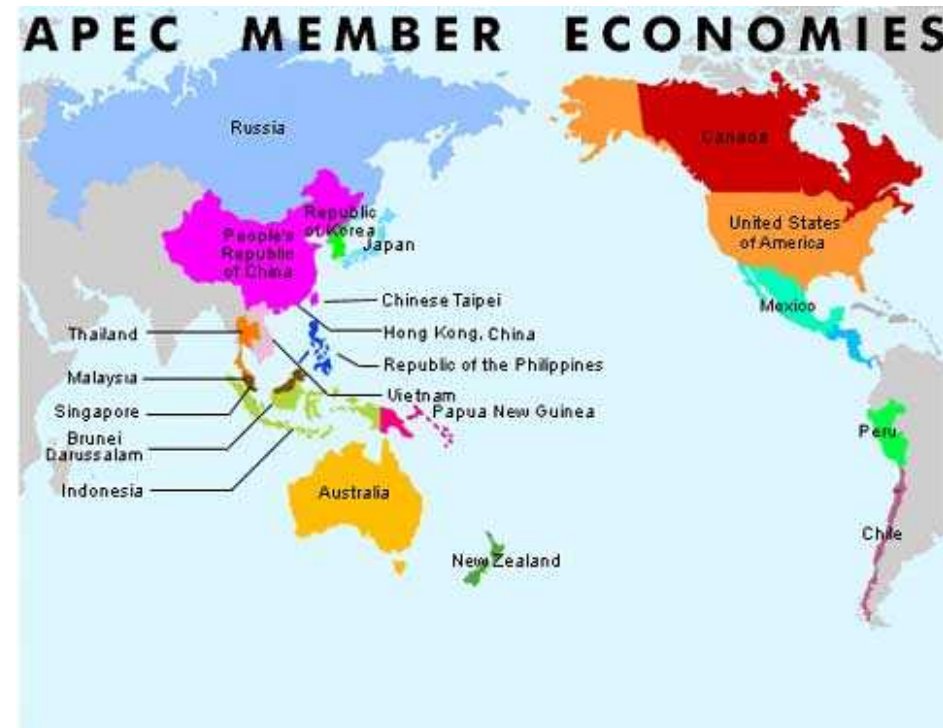 APEC MEMBER ECONOMIES
Russia
Canada
Republic
of Korea
People's
Republic
of China
Japan
United States
of America
Chinese Taipei
Mexico
Thailand
Hong Kong, China
Republic of the Philippines
Malaysia
Vietnam
Singapore
Papua New Guinea
Brunei
Darussalam
Peru
Indonesia
Australia
Chile
New Zealand